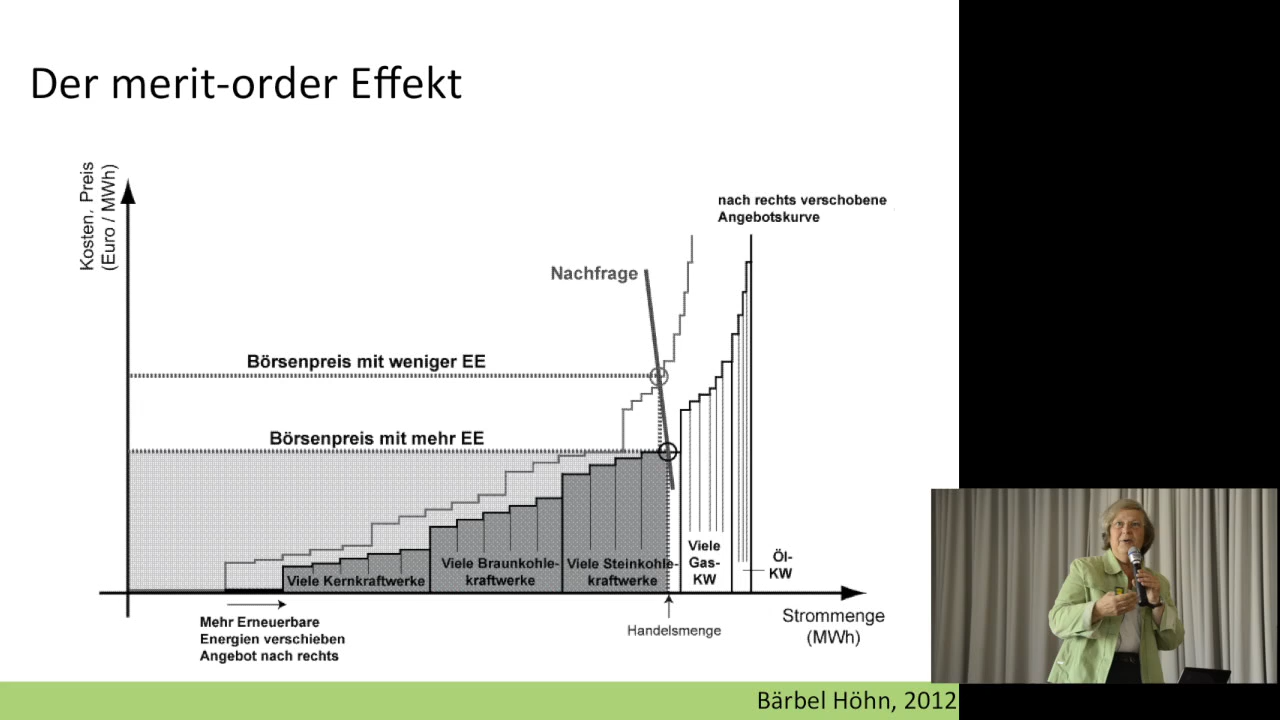 Der merit-order Effekt
Kosten, Preis
(Euro / MWh)
nach rechts verschobene
Angebotskurve
Nachfrage
Börsenpreis mit weniger EE
Börsenpreis mit mehr EE
Viele Kernkraftwerke
Viele Braunkohle-
kraftwerke
Viele Steinkohle-
kraftwerke
Viele
Gas-
KW
Öl-
KW
Mehr Erneuerbare
Energien verschieben
Angebot nach rechts
Handelsmenge
Strommenge
(MWh)
Bärbel Höhn, 2012